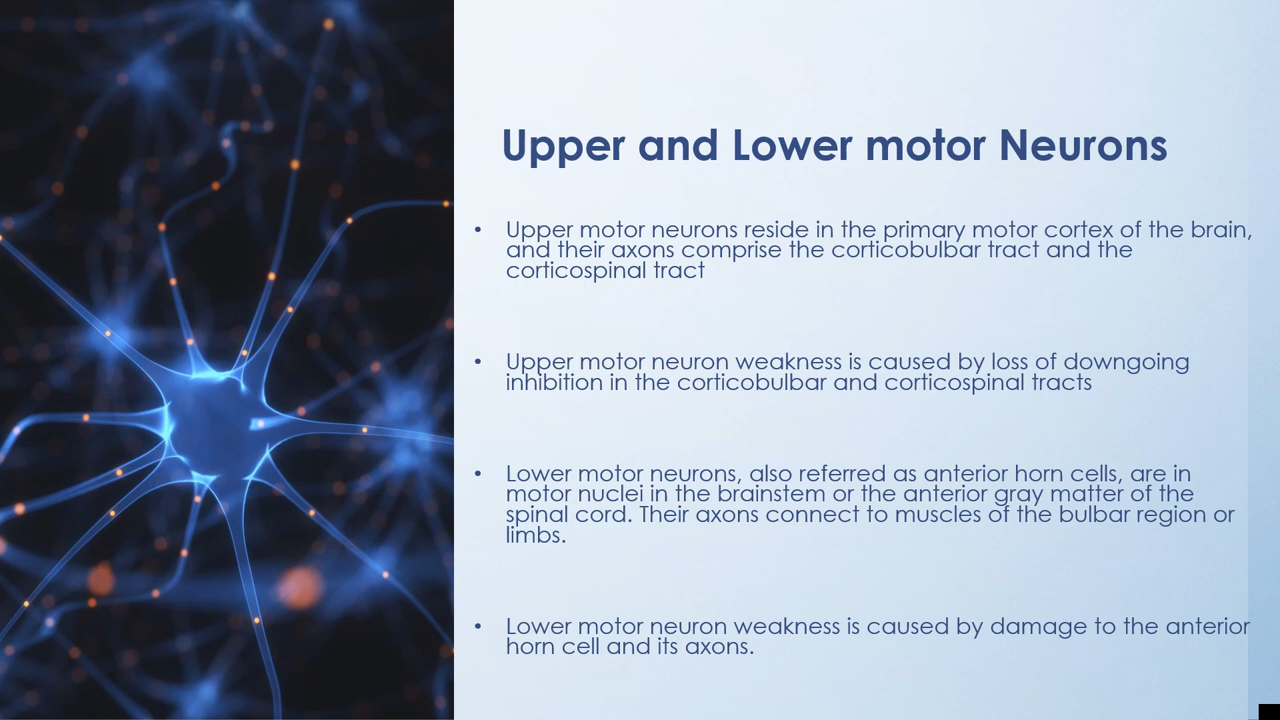 Upper and Lower motor Neurons
• Upper motor neurons reside in the primary motor cortex of the brain,
and their axons comprise the corticobulbar tract and the
corticospinal tract
• Upper motor neuron weakness is caused by loss of downgoing
inhibition in the corticobulbar and corticospinal tracts
• Lower motor neurons, also referred as anterior horn cells, are in
motor nuclei in the brainstem or the anterior gray matter of the
spinal cord. Their axons connect to muscles of the bulbar region or
limbs.
• Lower motor neuron weakness is caused by damage to the anterior
horn cell and its axons.